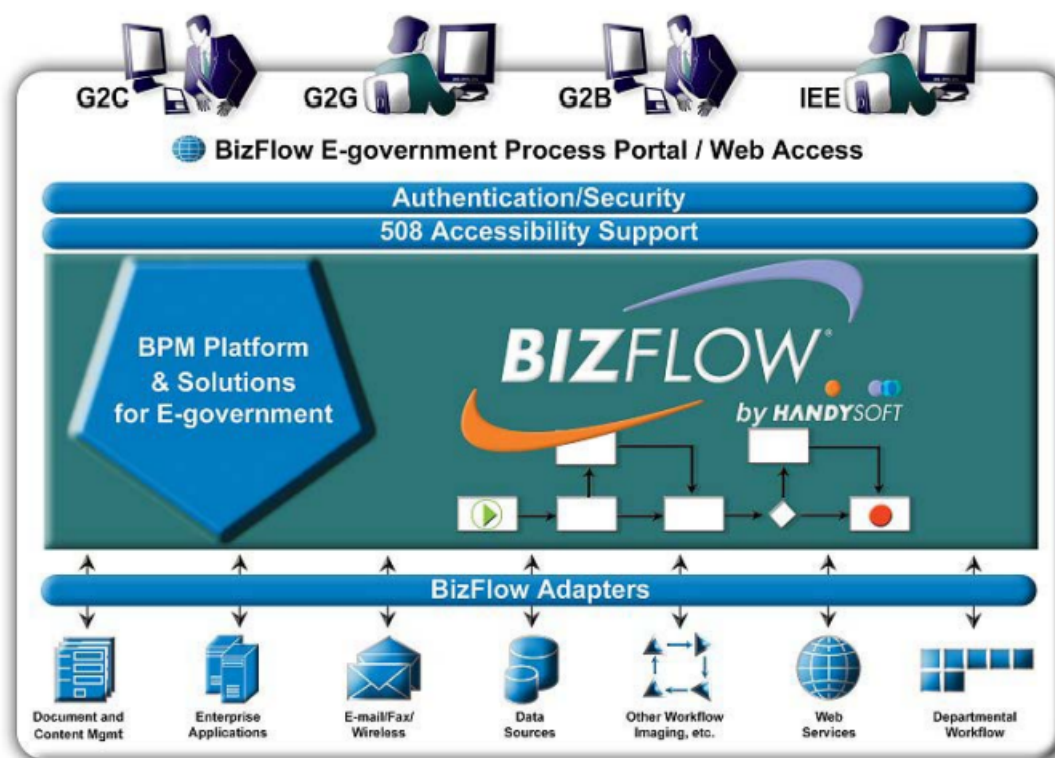 G2C
G2G
G2B
IEE
BizFlow E-government Process Portal / Web Access
Authentication/Security
508 Accessibility Support
BPM Platform
& Solutions
for E-government
BIZFLOW®
by HANDYSOFT
BizFlow Adapters
Document and
Content Mgmt
Enterprise
Applications
E-mail/Fax/
Wireless
Data
Sources
Other Workflow
Imaging, etc.
Web
Services
Departmental
Workflow